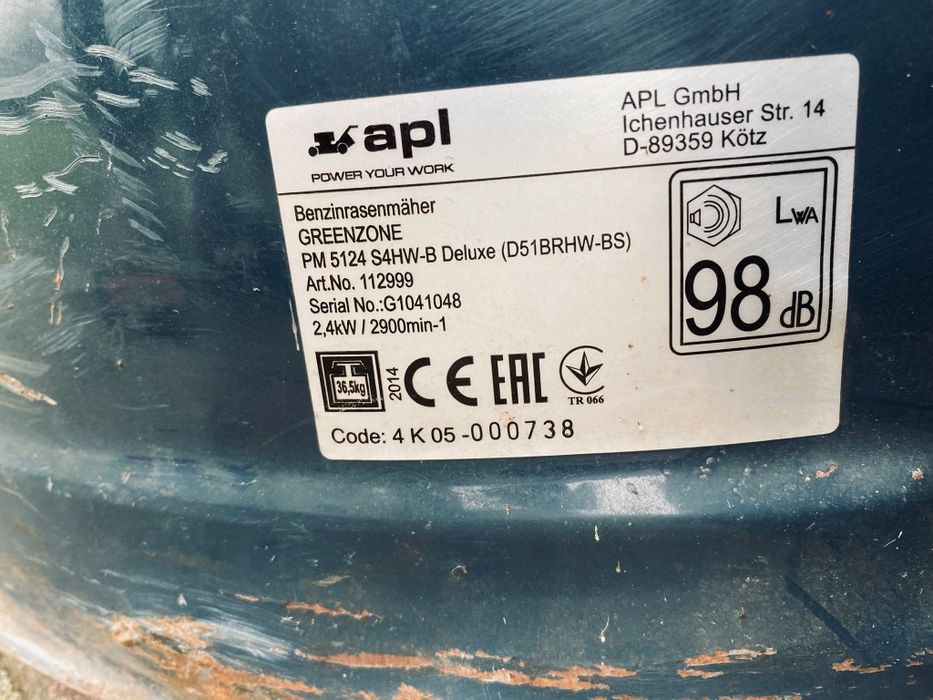 apl
POWER YOUR WORK
APL GmbH
Ichenhauser Str. 14
D-89359 Kötz
Benzinrasenmäher
GREENZONE
PM 5124 S4HW-B Deluxe (D51BRHW-BS)
Art.No. 112999
Serial No.:G1041048
2,4kW / 2900min-1
LWA
98 dB
36,5kg
2014
CE EAC
TR 066
Code: 4 K 05 -000738